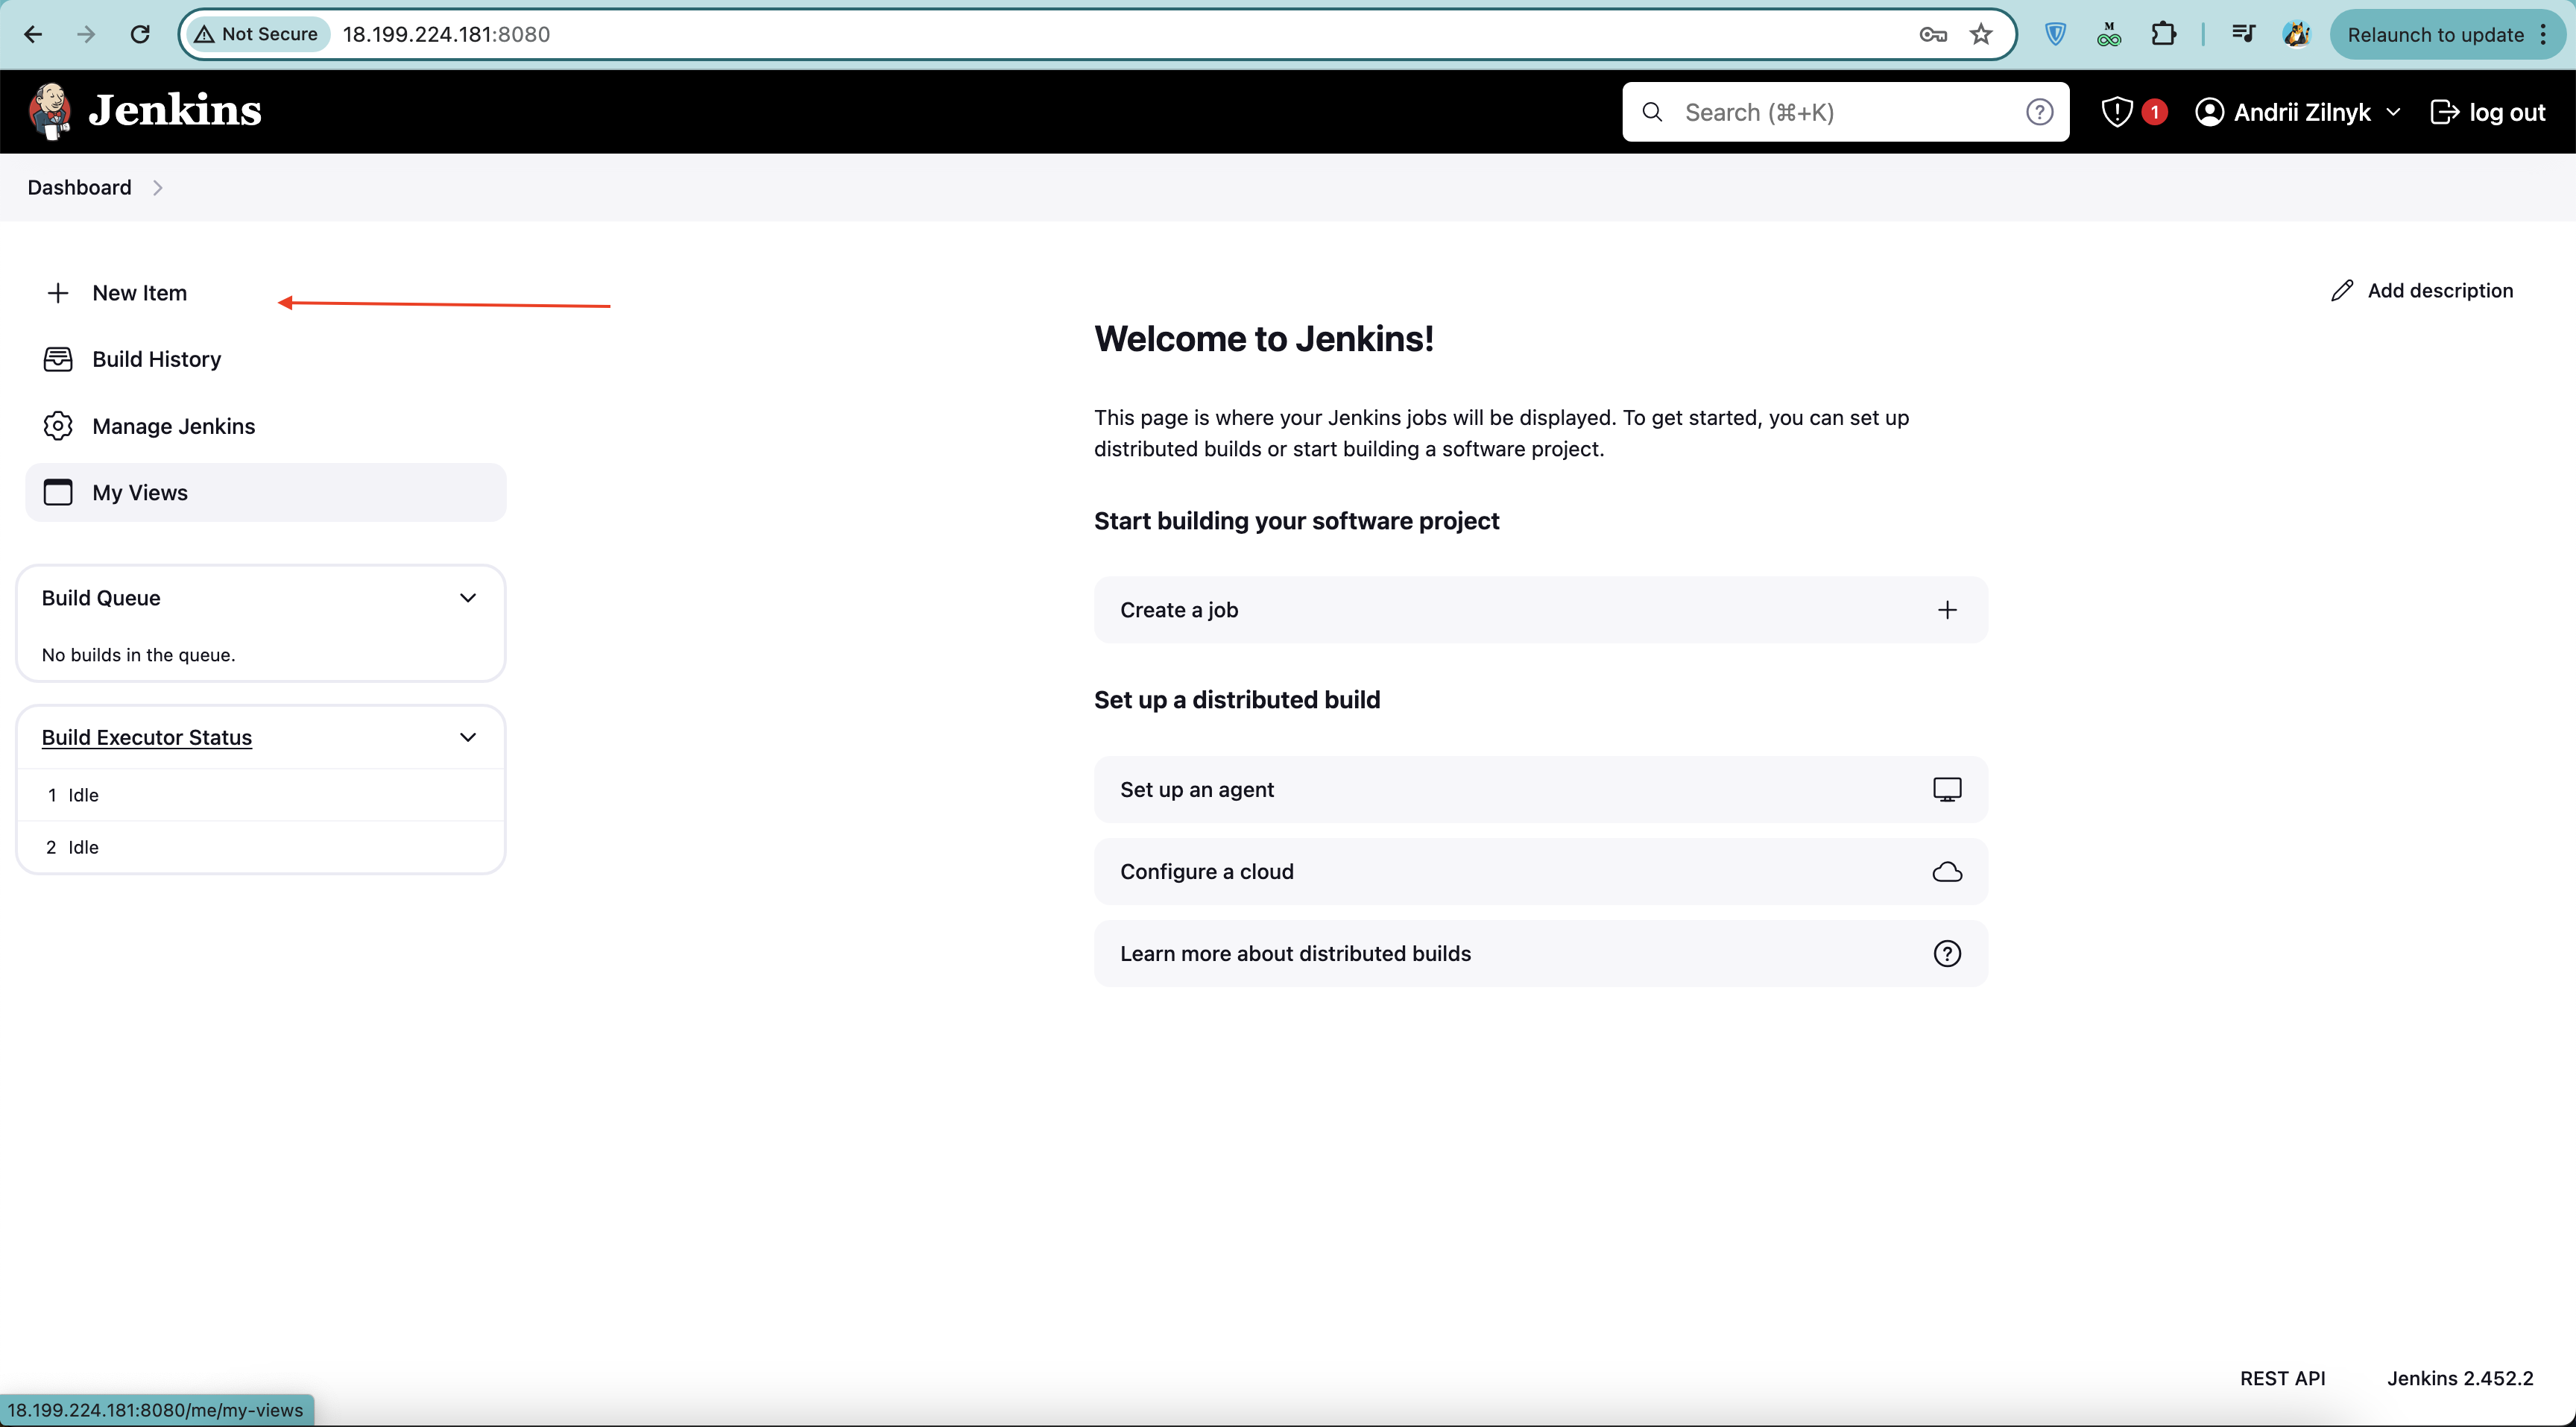 Not Secure 18.199.224.181:8080 M Relaunch to update
Jenkins Search (⌘+K) ? 1 Andrii Zilnyk log out
Dashboard
New Item
Add description
Build History
Manage Jenkins
My Views
Welcome to Jenkins!
This page is where your Jenkins jobs will be displayed. To get started, you can set up
distributed builds or start building a software project.
Start building your software project
Build Queue
No builds in the queue.
Create a job
Set up a distributed build
Build Executor Status
1 Idle
2 Idle
Set up an agent
Configure a cloud
Learn more about distributed builds ?
REST API Jenkins 2.452.2
18.199.224.181:8080/me/my-views